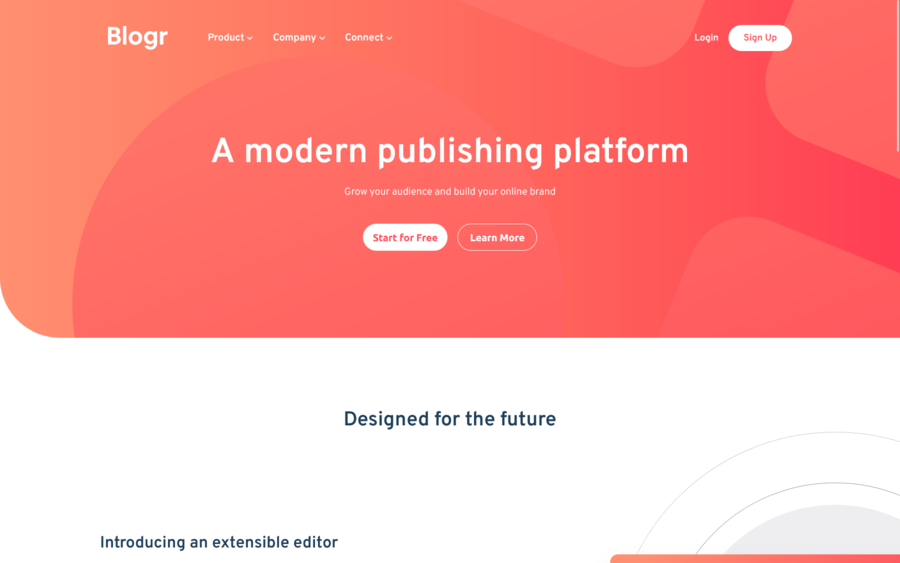 Blogr
Product Company Connect
Login Sign Up
A modern publishing platform
Grow your audience and build your online brand
Start for Free Learn More
Designed for the future
Introducing an extensible editor